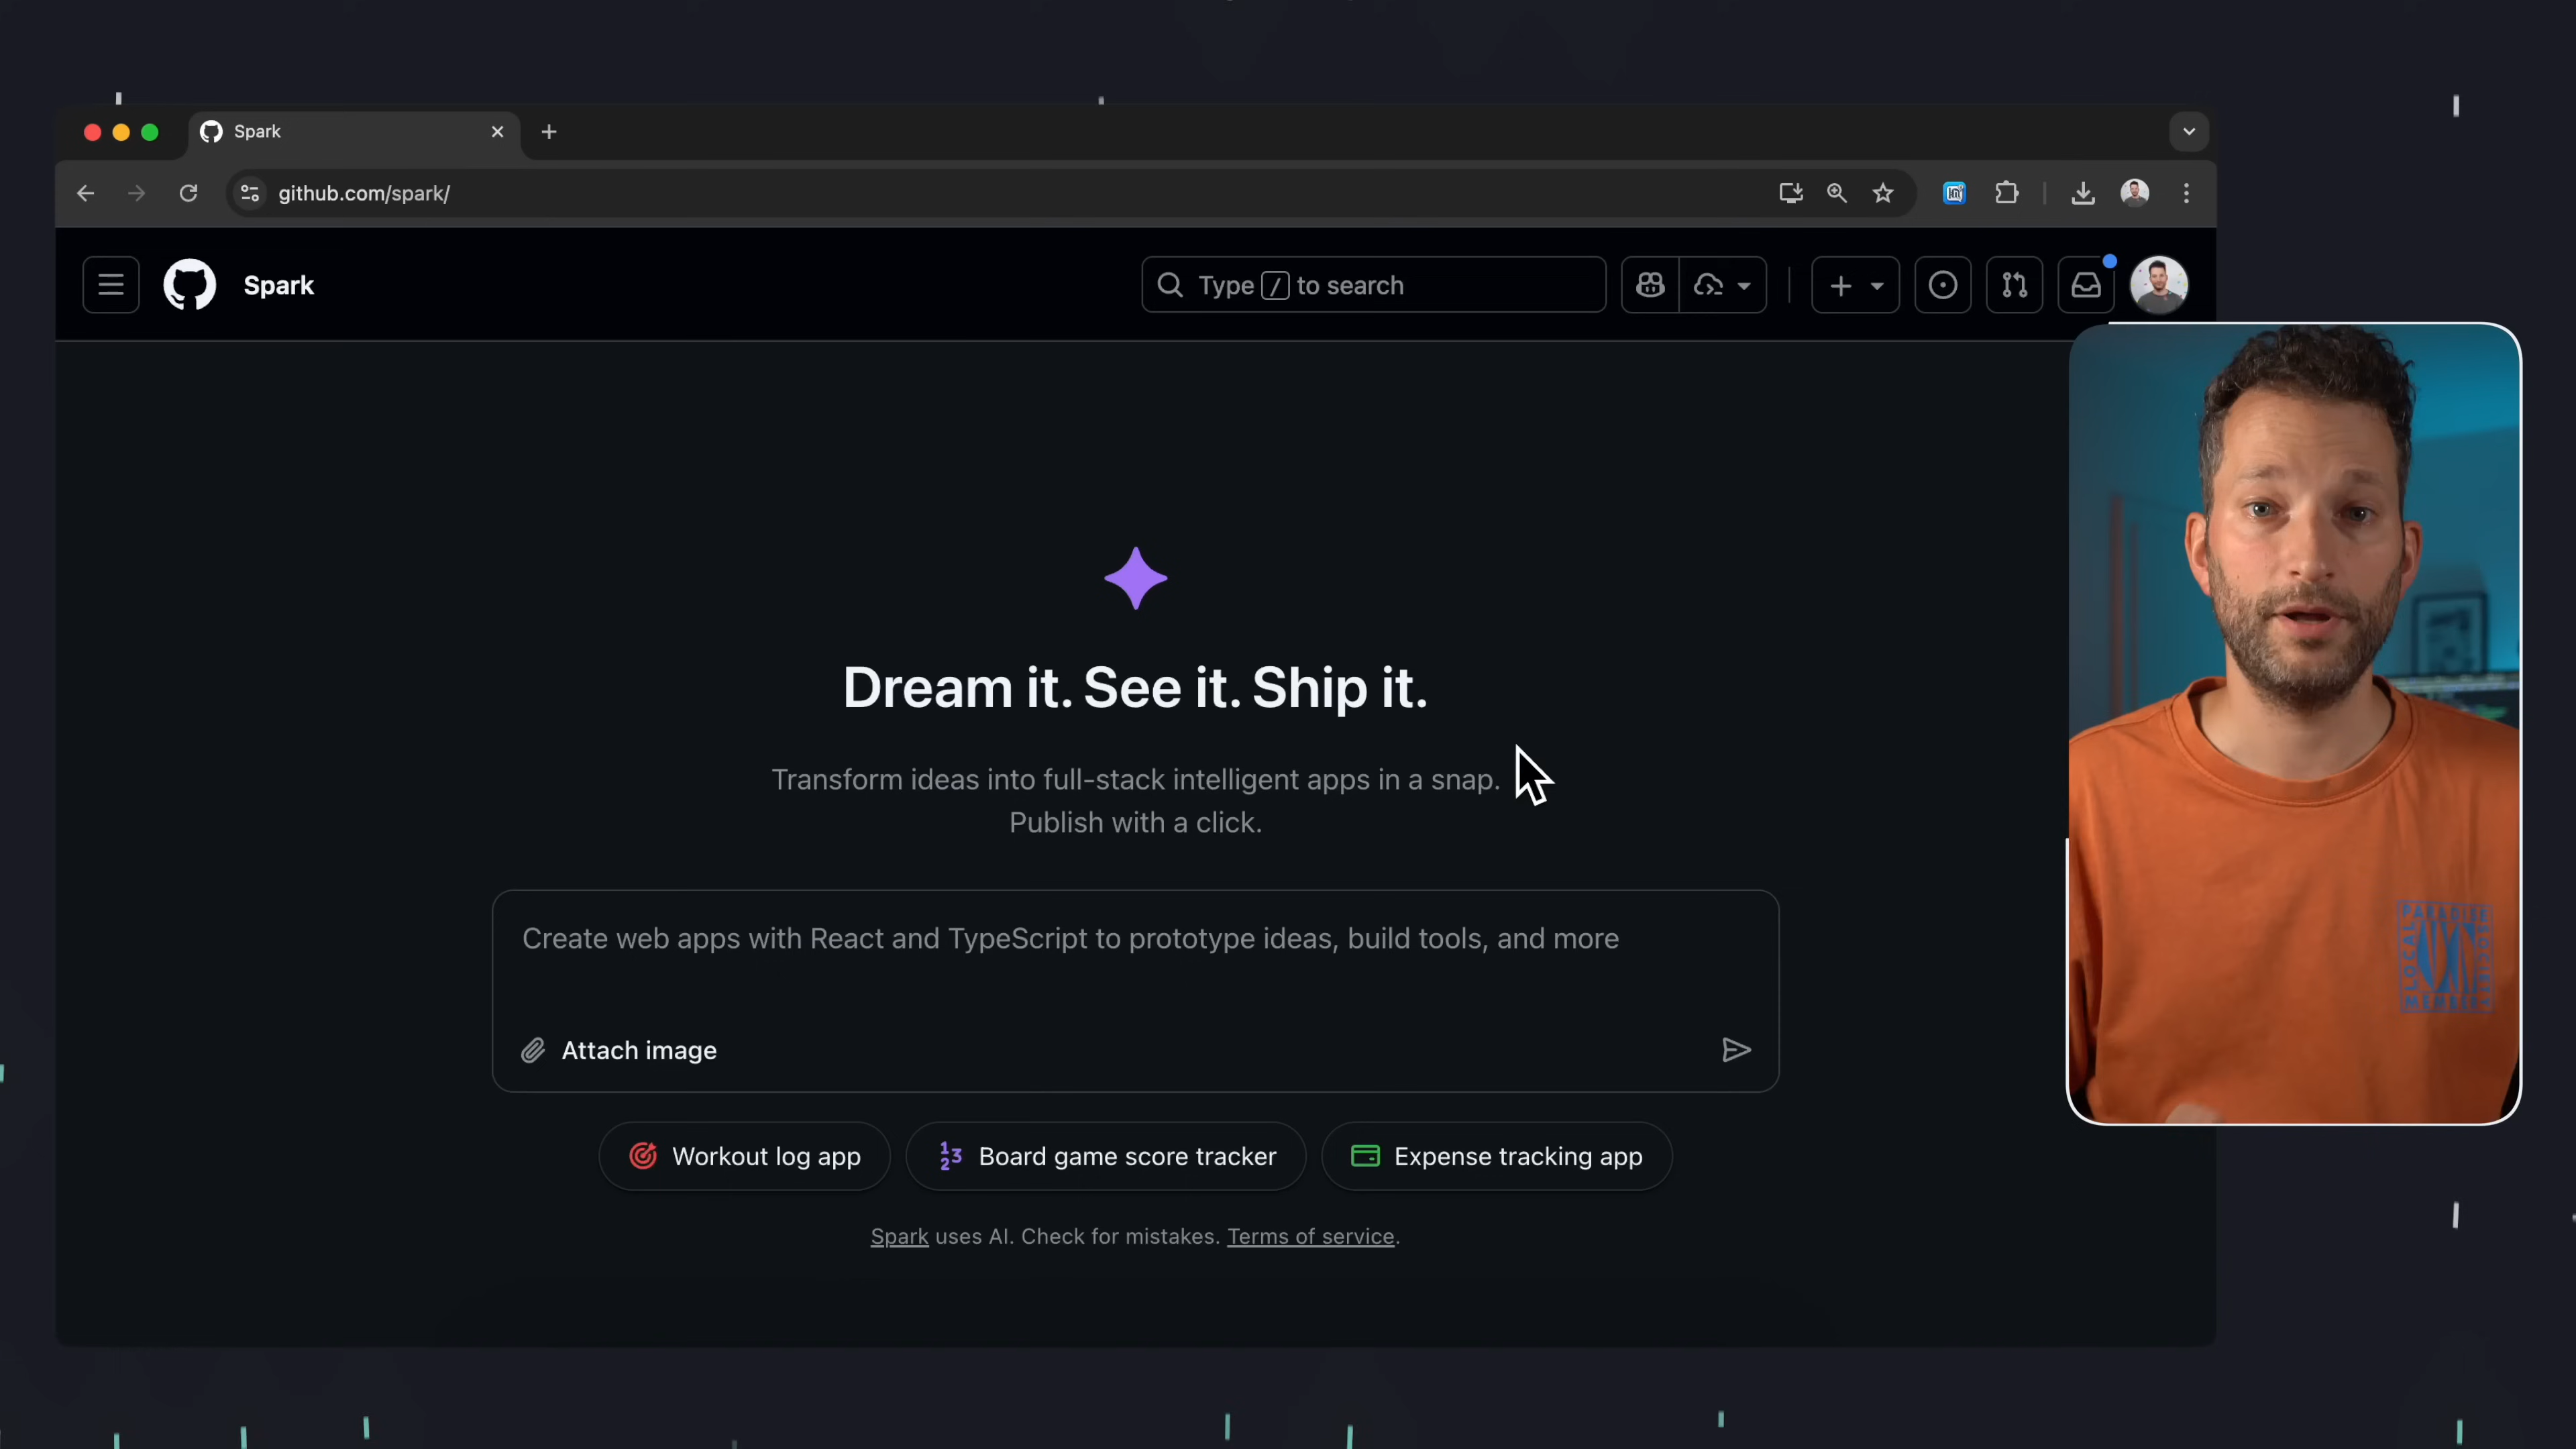 Spark
github.com/spark/
Spark
Type / to search
Dream it. See it. Ship it.
Transform ideas into full-stack intelligent apps in a snap.
Publish with a click.
Create web apps with React and TypeScript to prototype ideas, build tools, and more
Attach image
Workout log app
Board game score tracker
Expense tracking app
Spark uses AI. Check for mistakes. Terms of service.
LOCAL